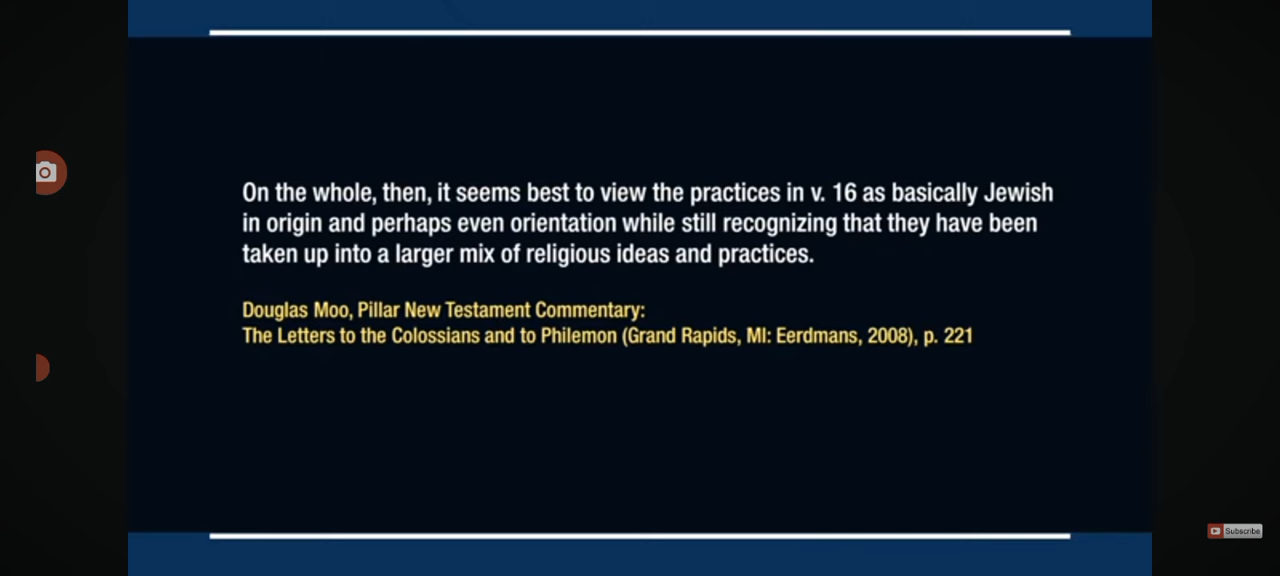 On the whole, then, it seems best to view the practices in v. 16 as basically Jewish
in origin and perhaps even orientation while still recognizing that they have been
taken up into a larger mix of religious ideas and practices.
Douglas Moo, Pillar New Testament Commentary:
The Letters to the Colossians and to Philemon (Grand Rapids, MI: Eerdmans, 2008), p. 221
Subscribe